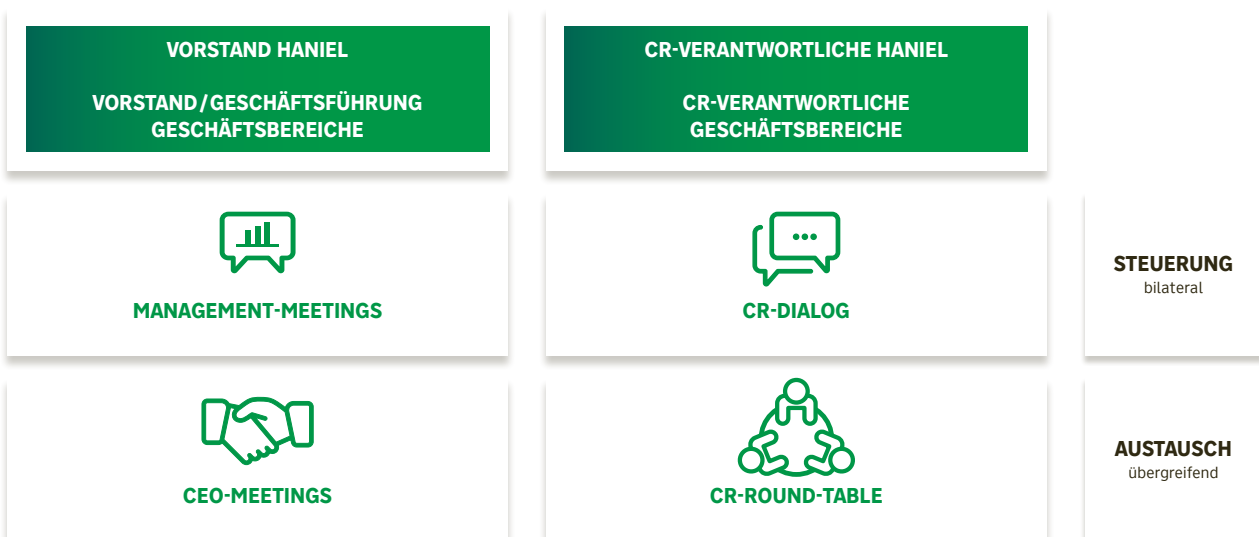 VORSTAND HANIEL
VORSTAND/GESCHÄFTSFÜHRUNG
GESCHÄFTSBEREICHE
CR-VERANTWORTLICHE HANIEL
CR-VERANTWORTLICHE
GESCHÄFTSBEREICHE
MANAGEMENT-MEETINGS
CR-DIALOG
STEUERUNG
bilateral
CEO-MEETINGS
CR-ROUND-TABLE
AUSTAUSCH
übergreifend